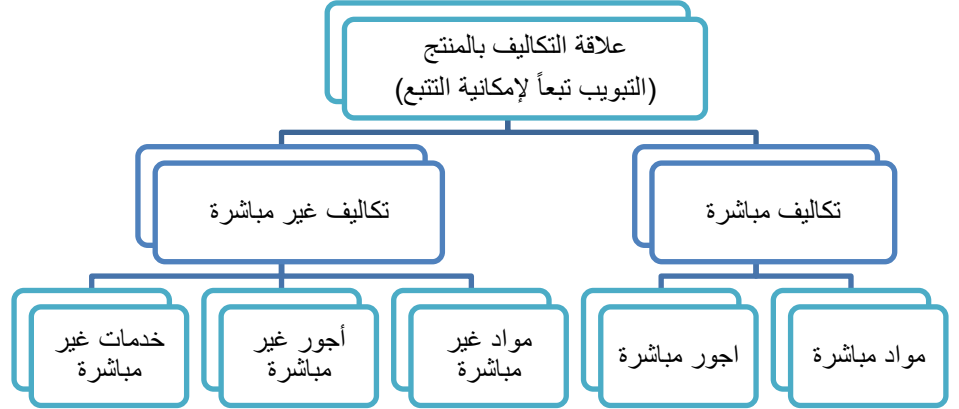 علاقة التكاليف بالمنتج
(التبويب تبعاً لإمكانية التتبع)
تكاليف مباشرة
تكاليف غير مباشرة
مواد مباشرة
اجور مباشرة
مواد غير
مباشرة
أجور غير
مباشرة
خدمات غير
مباشرة